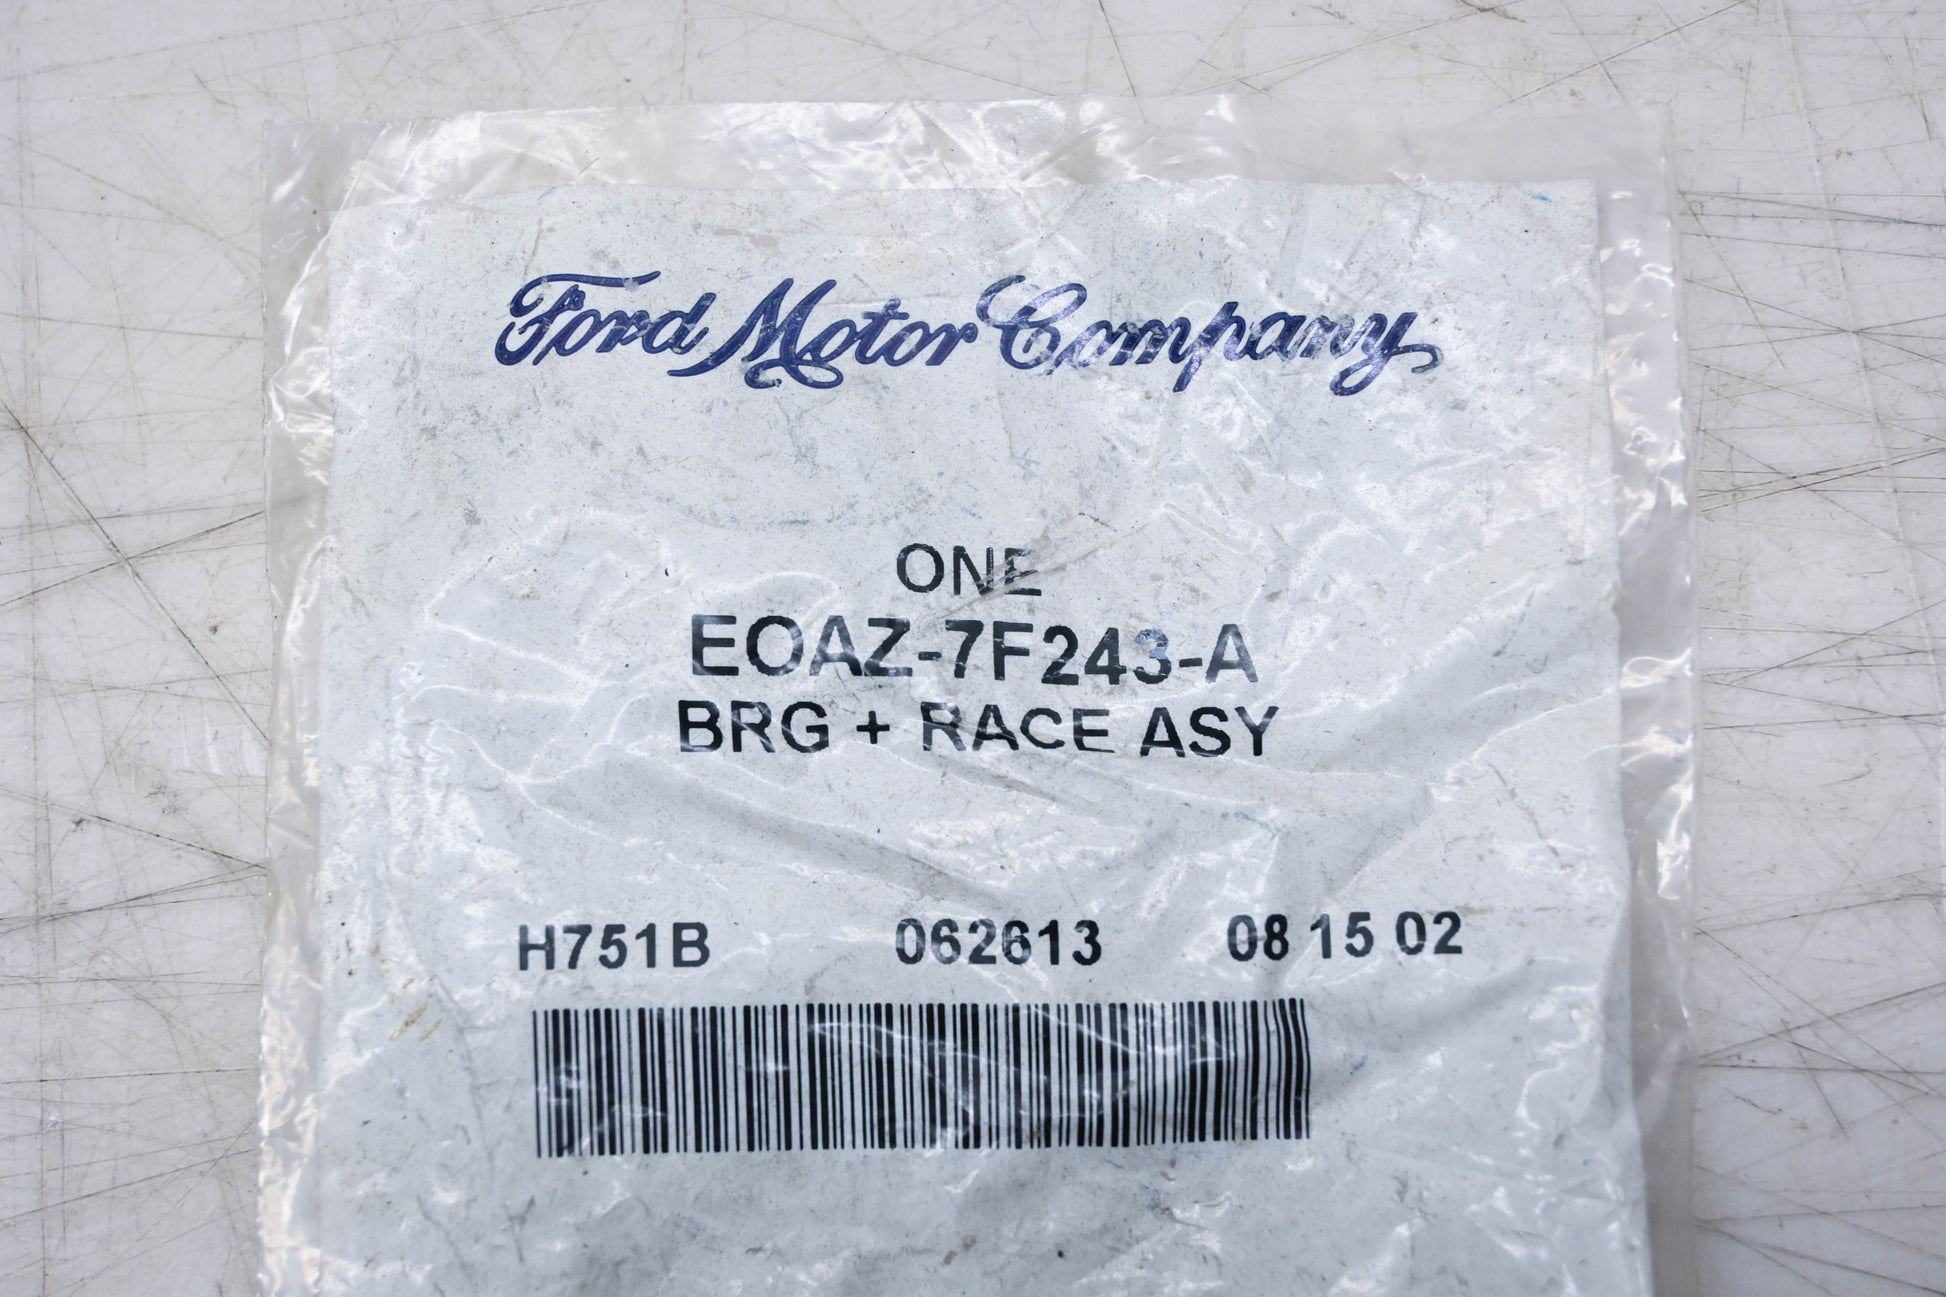 Ford Motor Company
ONE
EOAZ-7F243-A
BRG + RACE ASY
H751B 062613 08 15 02